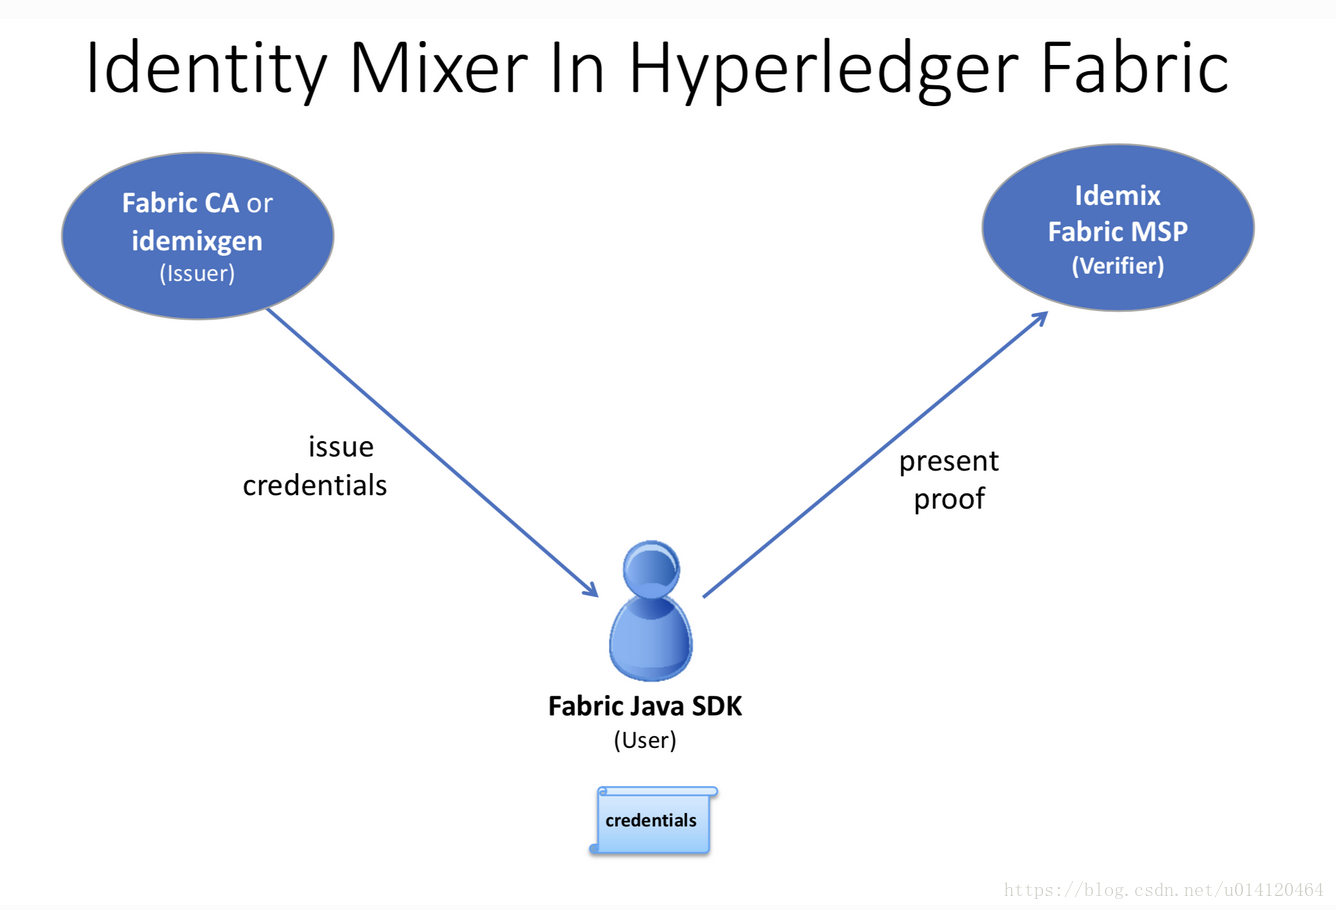 Identity Mixer In Hyperledger Fabric
Fabric CA or
idemixgen
(Issuer)
Idemix
Fabric MSP
(Verifier)
issue
credentials
present
proof
Fabric Java SDK
(User)
credentials
https://blog.csdn.net/u014120464